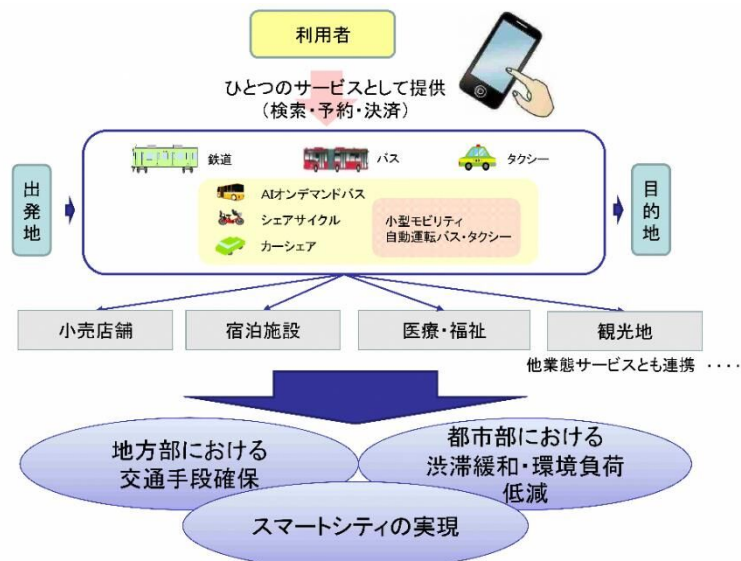 利用者
ひとつのサービスとして提供
(検索・予約・決済)
出発地
鉄道
バス
タクシー
AIオンデマンドバス
シェアサイクル
カーシェア
小型モビリティ
自動運転バス・タクシー
目的地
小売店舗
宿泊施設
医療・福祉
観光地
他業態サービスとも連携 ‥‥
地方部における
交通手段確保
都市部における
渋滞緩和・環境負荷
低減
スマートシティの実現